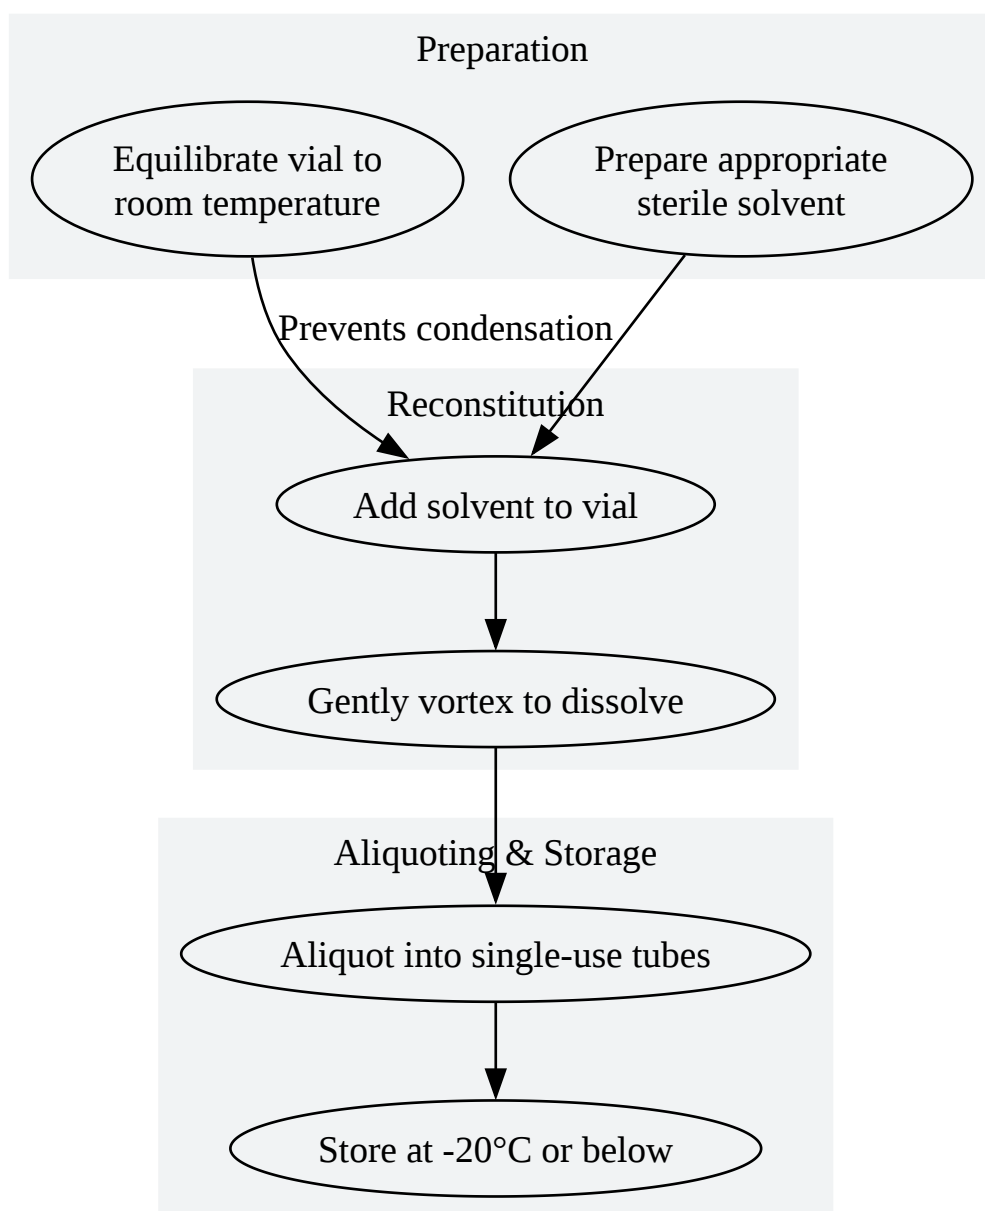 Preparation
Equilibrate vial to
room temperature
Prepare appropriate
sterile solvent
Prevents condensation
Reconstitution
Add solvent to vial
Gently vortex to dissolve
Aliquoting & Storage
Aliquot into single-use tubes
Store at -20°C or below